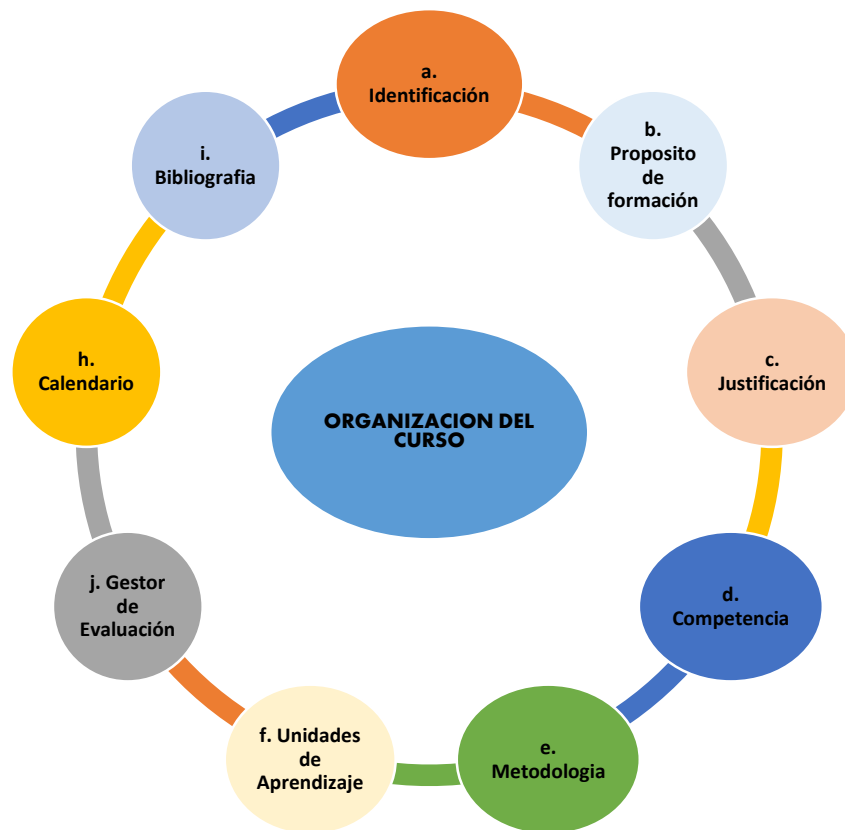 a.
Identificación
b.
Proposito
de
formación
c.
Justificación
d.
Competencia
e.
Metodologia
f. Unidades
de
Aprendizaje
j. Gestor
de
Evaluación
h.
Calendario
i.
Bibliografia
ORGANIZACION DEL
CURSO